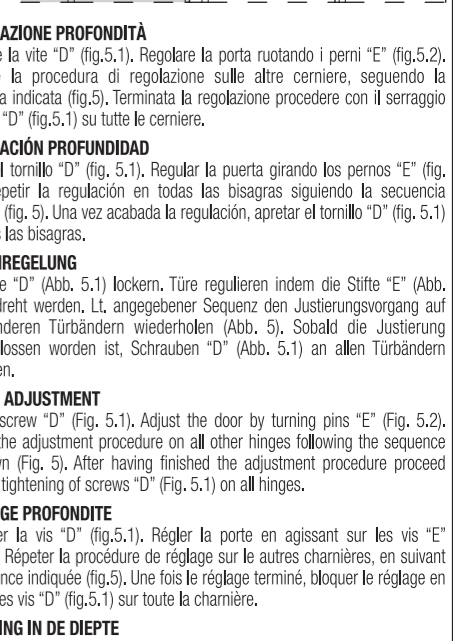 AZIONE PROFONDITÀ
e la vite “D” (fig.5.1). Regolare la porta ruotando i perni “E” (fig.5.2).
e la procedura di regolazione sulle altre cerniere, seguendo la
a indicata (fig.5). Terminata la regolazione procedere con il serraggio
“D” (fig.5.1) su tutte le cerniere.
ACIÓN PROFUNDIDAD
l tornillo “D” (fig. 5.1). Regular la puerta girando los pernos “E” (fig.
epetir la regulación en todas las bisagras siguiendo la secuencia
(fig. 5). Una vez acabada la regulación, apretar el tornillo “D” (fig. 5.1)
s las bisagras.
NREGELUNG
e “D” (Abb. 5.1) lockern. Türe regulieren indem die Stifte “E” (Abb.
dreht werden. Lt. angegebener Sequenz den Justierungsvorgang auf
nderen Türbändern wiederholen (Abb. 5). Sobald die Justierung
lossen worden ist, Schrauben “D” (Abb. 5.1) an allen Türbändern
en.
ADJUSTMENT
screw “D” (Fig. 5.1). Adjust the door by turning pins “E” (Fig. 5.2).
the adjustment procedure on all other hinges following the sequence
wn (Fig. 5). After having finished the adjustment procedure proceed
tightening of screws “D” (Fig. 5.1) on all hinges.
GE PROFONDITE
er la vis “D” (fig.5.1). Régler la porte en agissant sur les vis “E”
Répeter la procédure de réglage sur le autres charnières, en suivant
ence indiquée (fig.5). Une fois le réglage terminé, bloquer le réglage en
es vis “D” (fig.5.1) sur toute la charnière.
ING IN DE DIEPTE